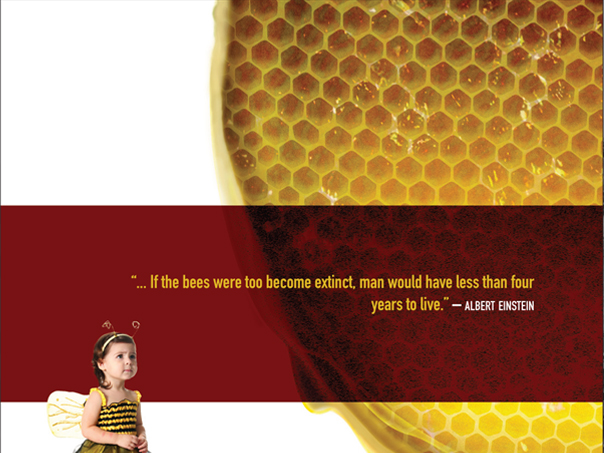 “... If the bees were too become extinct, man would have less than four
years to live.” — ALBERT EINSTEIN